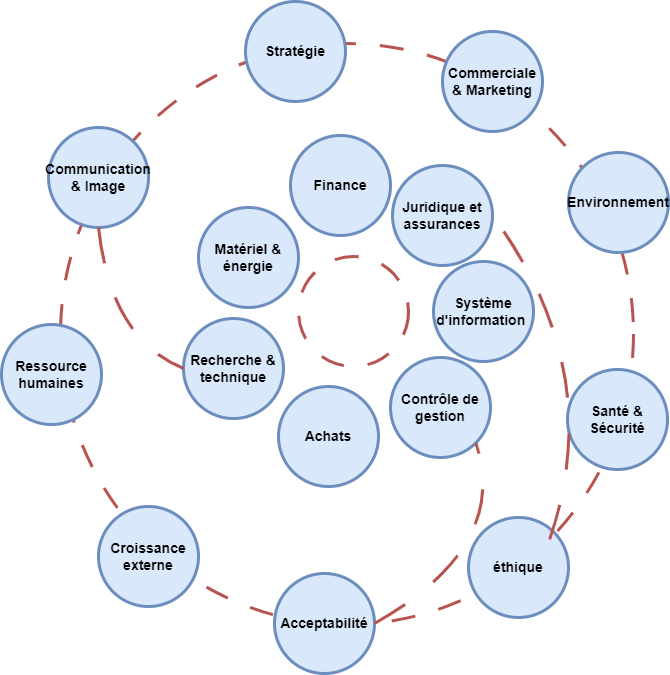 Stratégie
Commerciale
& Marketing
Communication
& Image
Finance
Juridique et
assurances
Environnement
Matériel &
énergie
Système
d'information
Ressource
humaines
Recherche &
technique
Contrôle de
gestion
Santé &
Sécurité
Achats
Croissance
externe
éthique
Acceptabilité